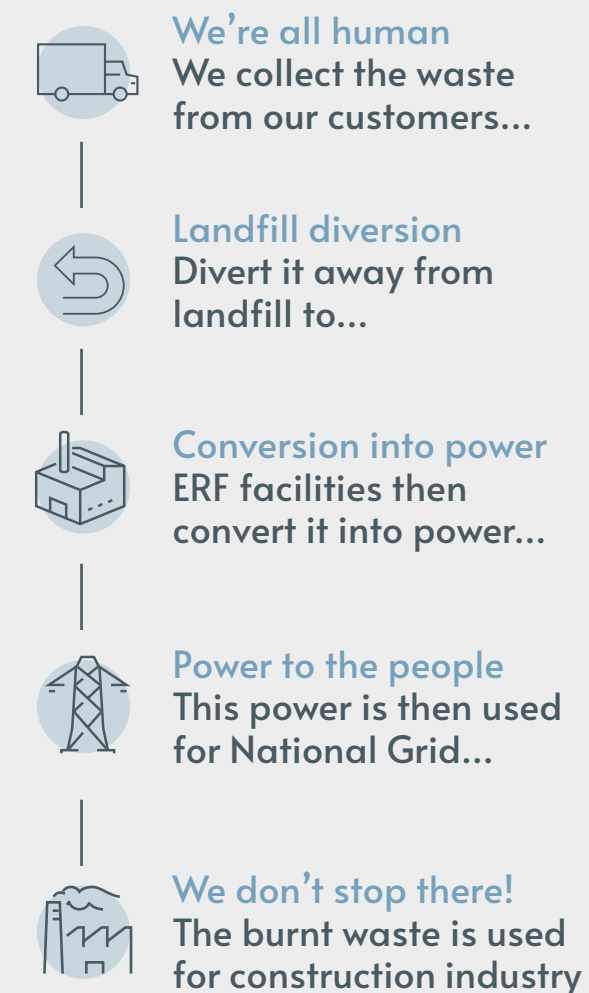 We’re all human
We collect the waste
from our customers...
Landfill diversion
Divert it away from
landfill to...
Conversion into power
ERF facilities then
convert it into power...
Power to the people
This power is then used
for National Grid...
We don’t stop there!
The burnt waste is used
for construction industry